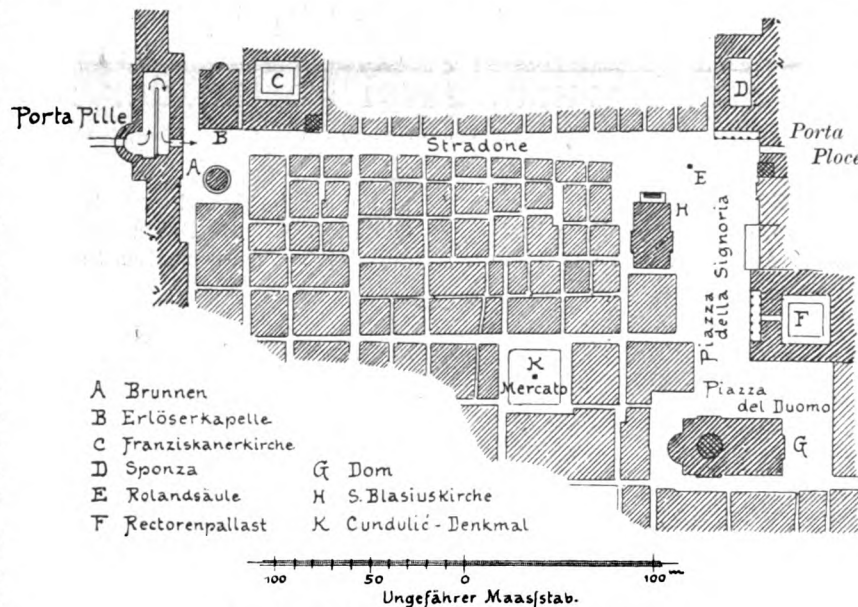 C
D
Porta Pille
B
Stradone
Porta
Ploce
A
E
H
Piazza
della Signoria
F
K
Mercato
Piazza
del Duomo
G
A Brunnen
B Erlöserkapelle
C Franziskanerkirche
D Sponza
E Rolandsäule
F Rectorenpallast
G Dom
H S. Blasiuskirche
K Cundulić - Denkmal
100 50 0 100 m
Ungefährer Maasſstab.